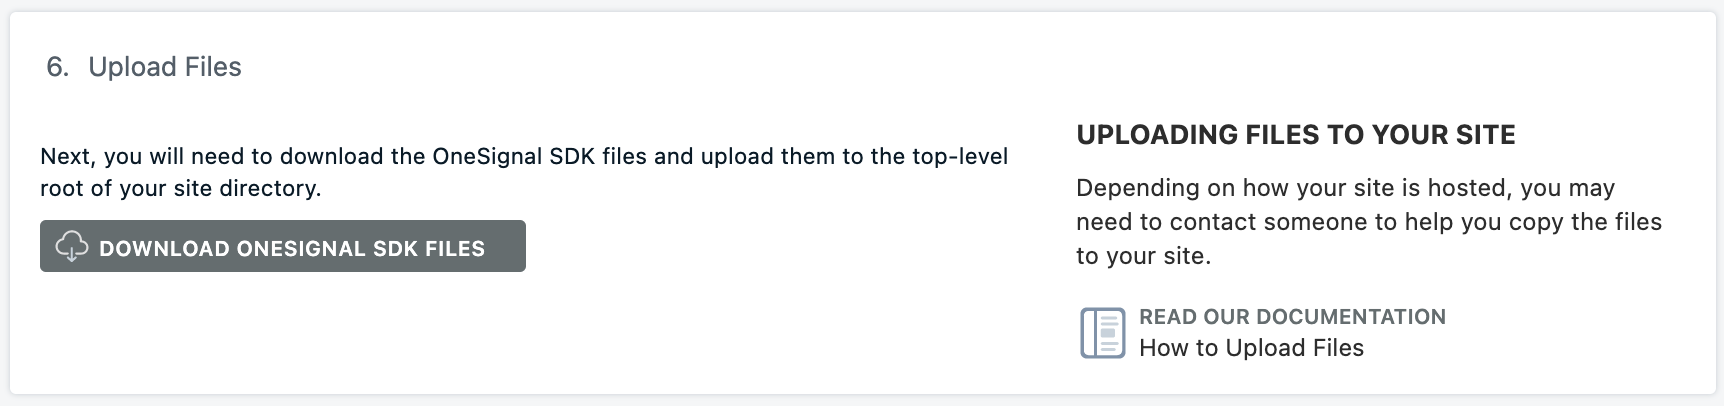 6. Upload Files
Next, you will need to download the OneSignal SDK files and upload them to the top-level
root of your site directory.
DOWNLOAD ONESIGNAL SDK FILES
UPLOADING FILES TO YOUR SITE
Depending on how your site is hosted, you may
need to contact someone to help you copy the files
to your site.
READ OUR DOCUMENTATION
How to Upload Files